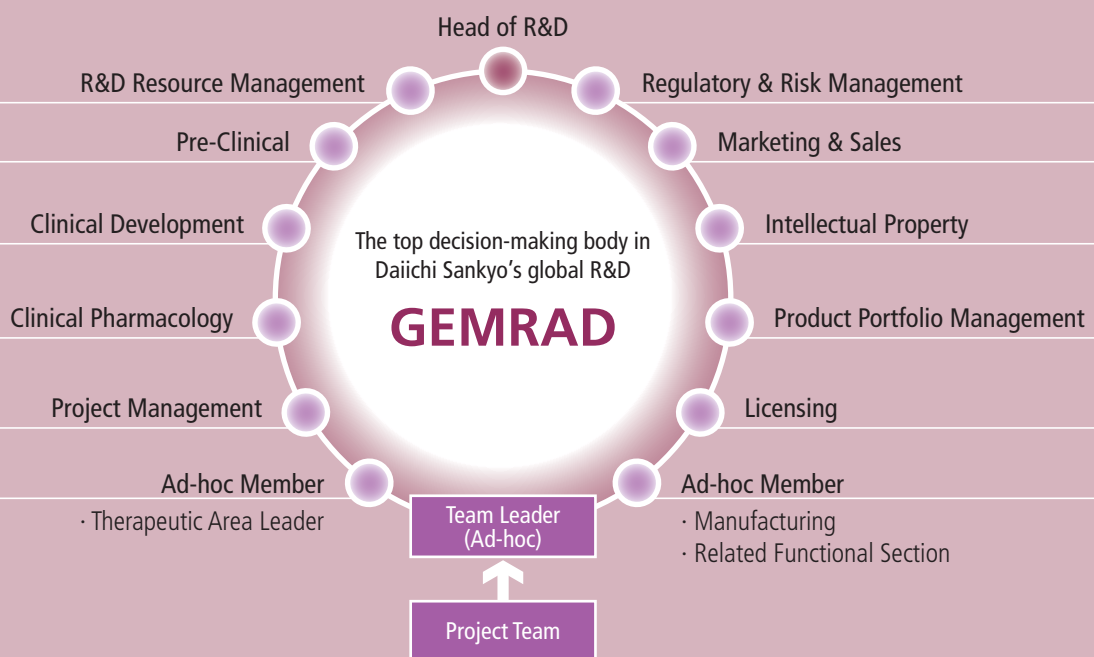 Head of R&D
R&D Resource Management
Regulatory & Risk Management
Pre-Clinical
Marketing & Sales
Clinical Development
Intellectual Property
The top decision-making body in
Daiichi Sankyo’s global R&D
GEMRAD
Clinical Pharmacology
Product Portfolio Management
Project Management
Licensing
Ad-hoc Member
· Therapeutic Area Leader
Ad-hoc Member
· Manufacturing
· Related Functional Section
Team Leader
(Ad-hoc)
Project Team